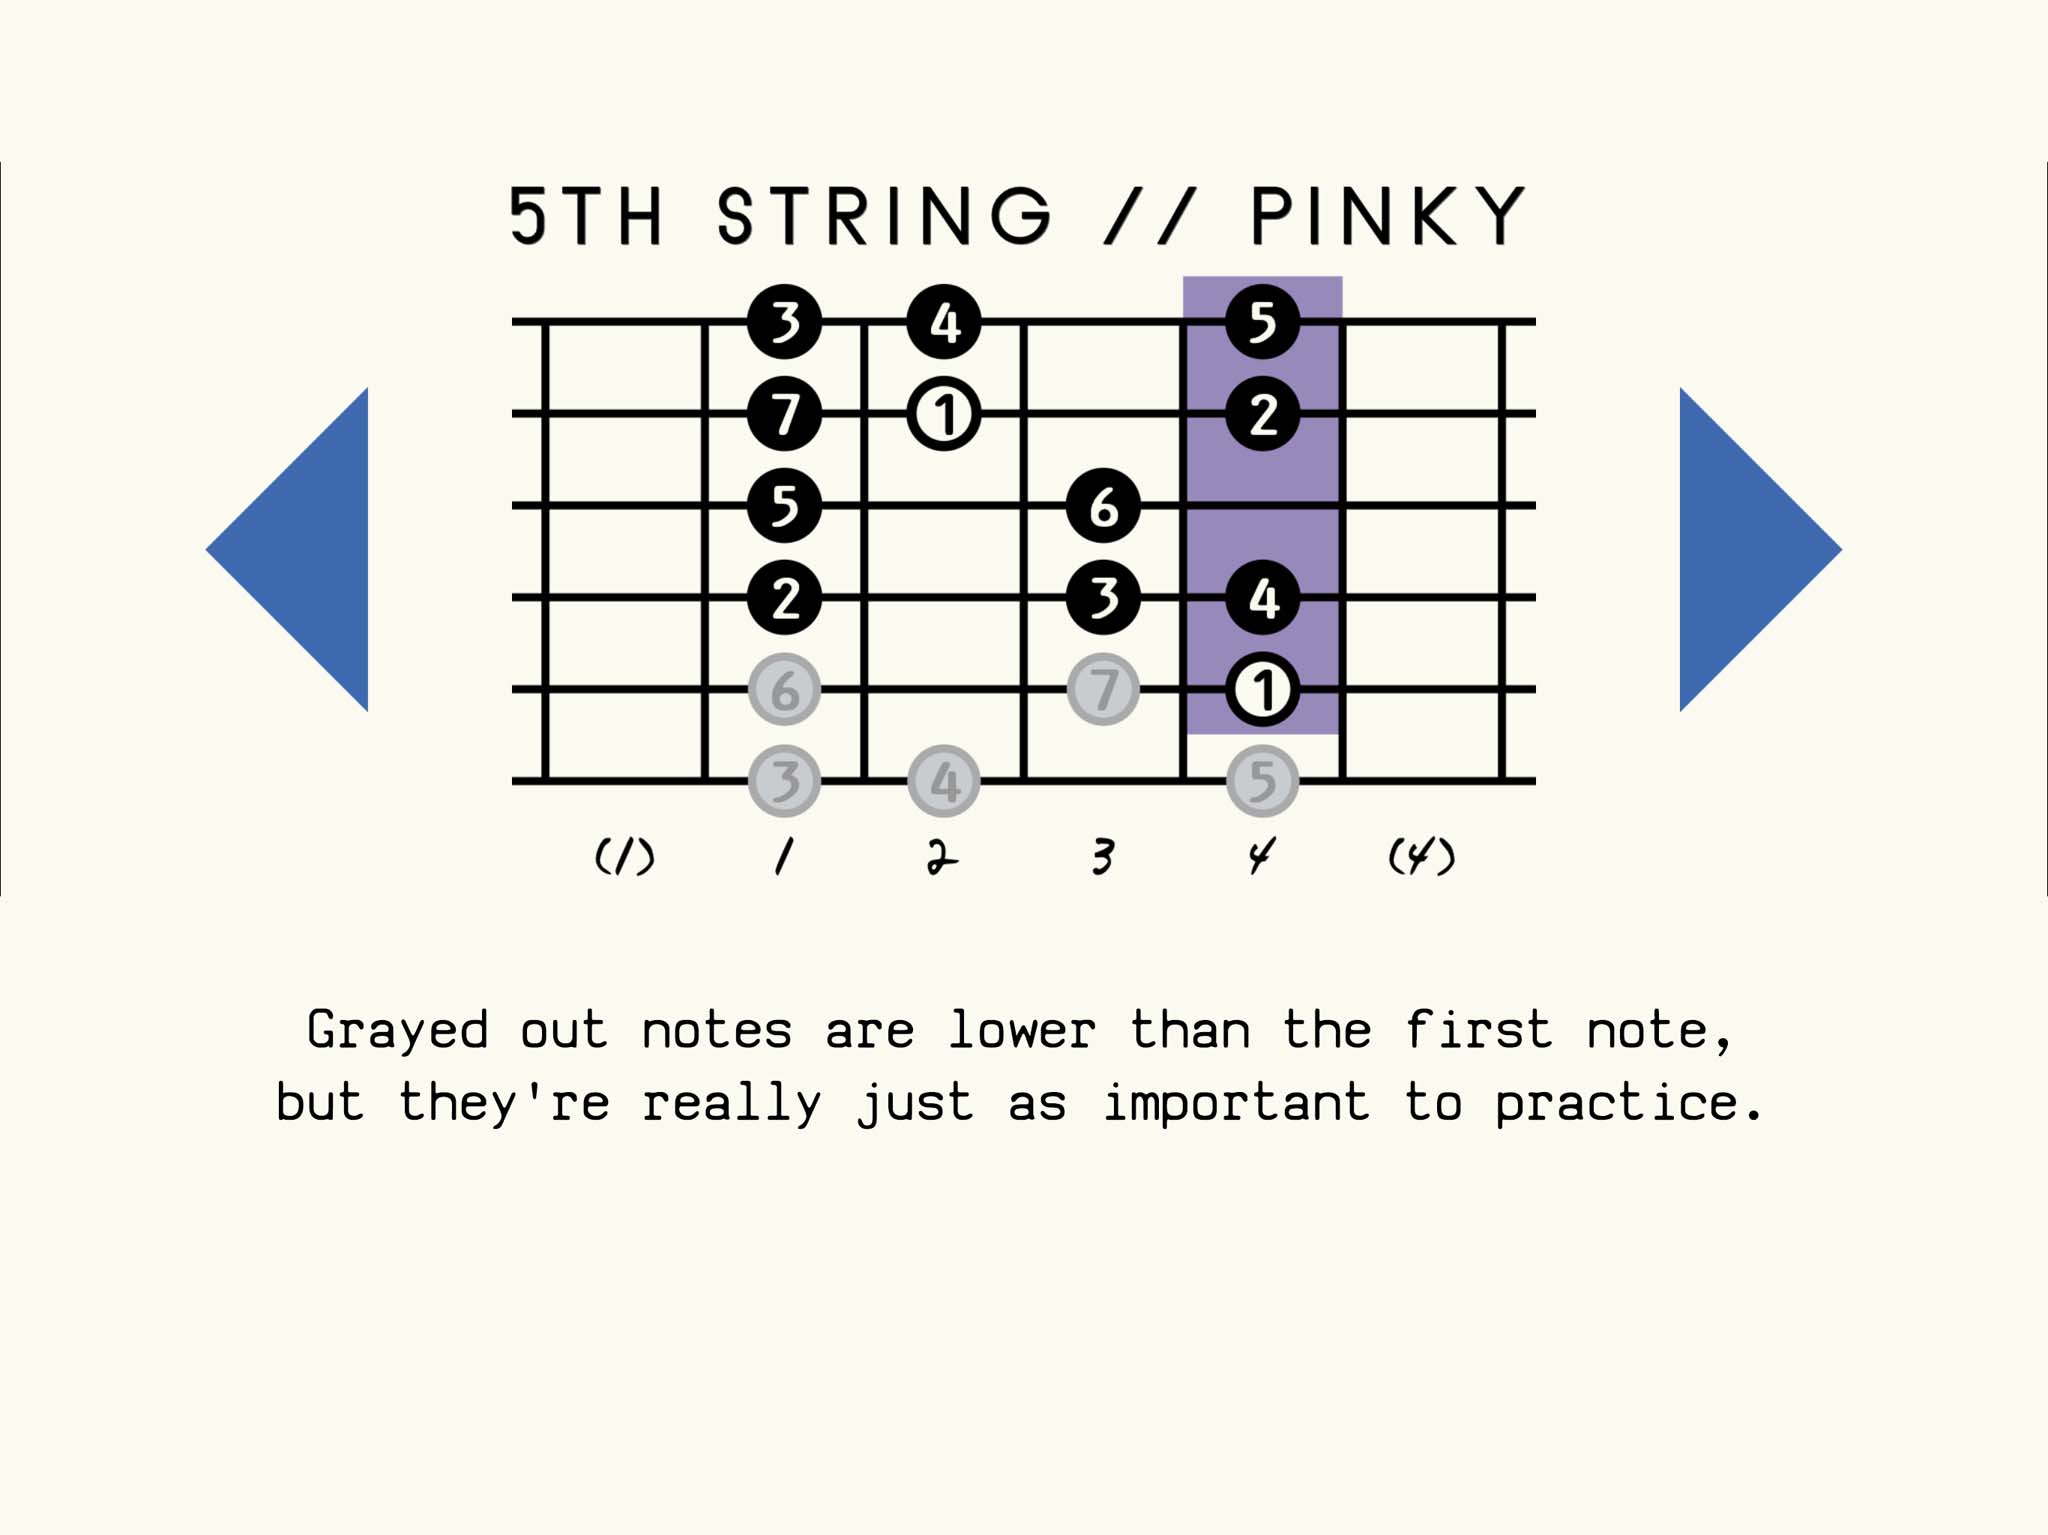 5TH STRING // PINKY
3 4 5
7 1 2
5 6
2 3 4
6 7 1
3 4 5
(1) 1 2 3 4 (4)
Grayed out notes are lower than the first note,
but they're really just as important to practice.